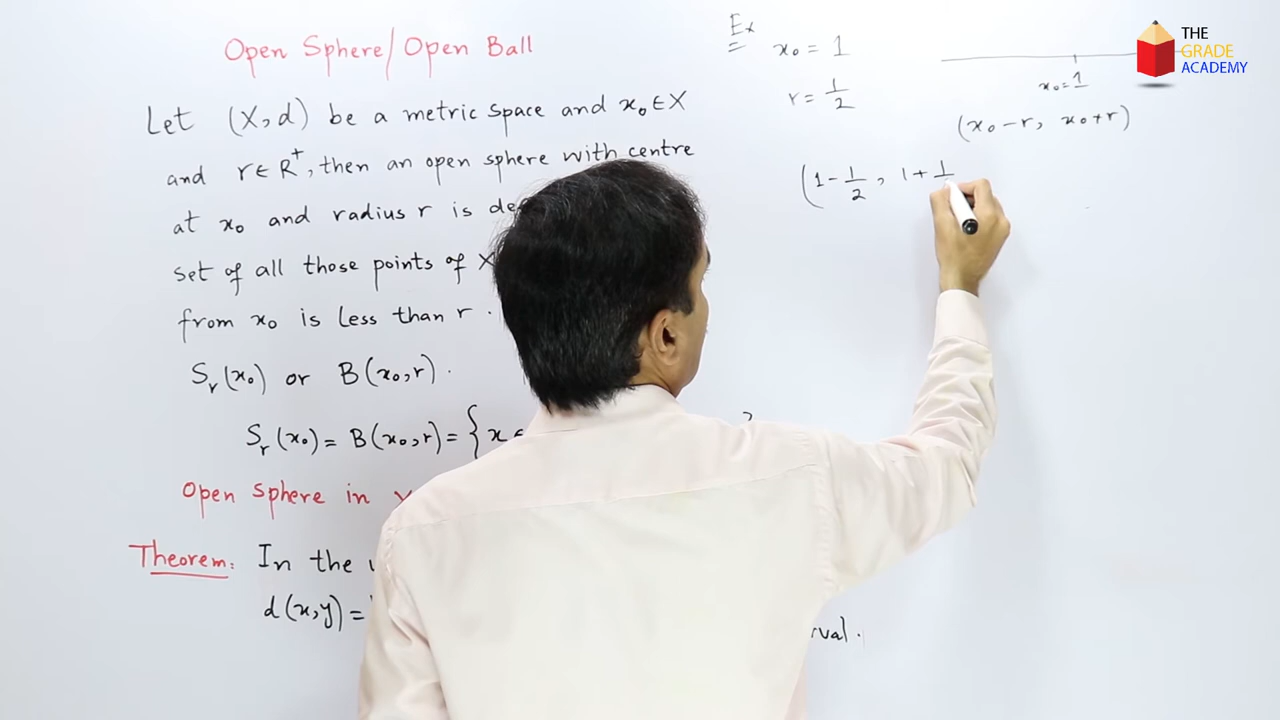 Open Sphere/Open Ball
Let (X, d) be a metric space and x₀ ∈ X
and r ∈ R⁺, then an open sphere with centre
at x₀ and radius r is
set of all those points of X
from x₀ is less than r.
Sᵣ(x₀) or B(x₀, r).
Sᵣ(x₀) = B(x₀, r) = { x ∈
Open sphere in
Theorem: In the
d(x, y) =
Ex
x₀ = 1
r = 1/2
x₀ = 1
(x₀ - r, x₀ + r)
(1 - 1/2, 1 +
THE
GRADE
ACADEMY